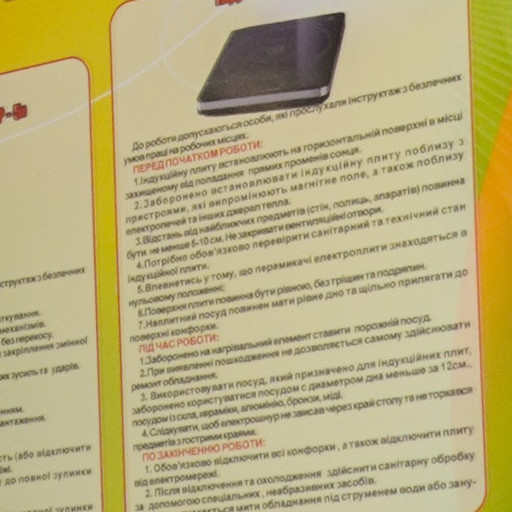 До роботи допускаються особи, які прослухали інструктаж з безпечних
умов праці на робочих місцях.
ПЕРЕД ПОЧАТКОМ РОБОТИ:
1.Індукційну плиту встановлюють на горизонтальній поверхні в місці
захищеному від попадання прямих променів сонця.
2.Заборонено встановлювати індукційну плиту поблизу з
пристроями, які випромінюють магнітне поле, а також поблизу
електропечей та інших джерел тепла.
3.Відстань від найближчих предметів (стін, полиць, апаратів) повинна
бути не менше 5-10см. Не закривати вентиляційні отвори.
4.Потрібно обов'язково перевірити санітарний та технічний стан
індукційної плити.
5.Впевнетись у тому, що перемикачі електроплити знаходяться в
нульовому положенні;
6.Поверхня плити повинна бути рівною, без тріщин та подряпин.
7.Наплитний посуд повинен мати рівне дно та щільно прилягати до
поверхні конфорки.
ПІД ЧАС РОБОТИ:
1.Заборонено на нагрівальний елемент ставити порожній посуд.
2.При виявленні пошкодження не дозволяється самому здійснювати
ремонт обладнання.
3. Використовувати посуд, який призначено для індукційних плит,
заборонено користуватися посудом с диаметром дна меньше за 12см.,
посудом із скла, кераміки, алюмінію, бронзи, міді.
4.Слідкувати, щоб електрошнур не звисав через край столу та не торкався
предметів з гострими краями.
ПО ЗАКІНЧЕННЮ РОБОТИ:
1. Обов'язково відключити всі конфорки, а також відключити плиту
від електромережі.
2. Після відключення та охолодження здійснити санітарну обробку
за допомогою спеціальних, неабразивних засобів.
мити обладнання під струменем води або зану-
структаж з безпечних
ткування.
механізмів.
без перекосу.
закріплення змінної
их зусиль та ударів.
нням.
антаження.
ть (або відключити
жі.
у до повної зупинки